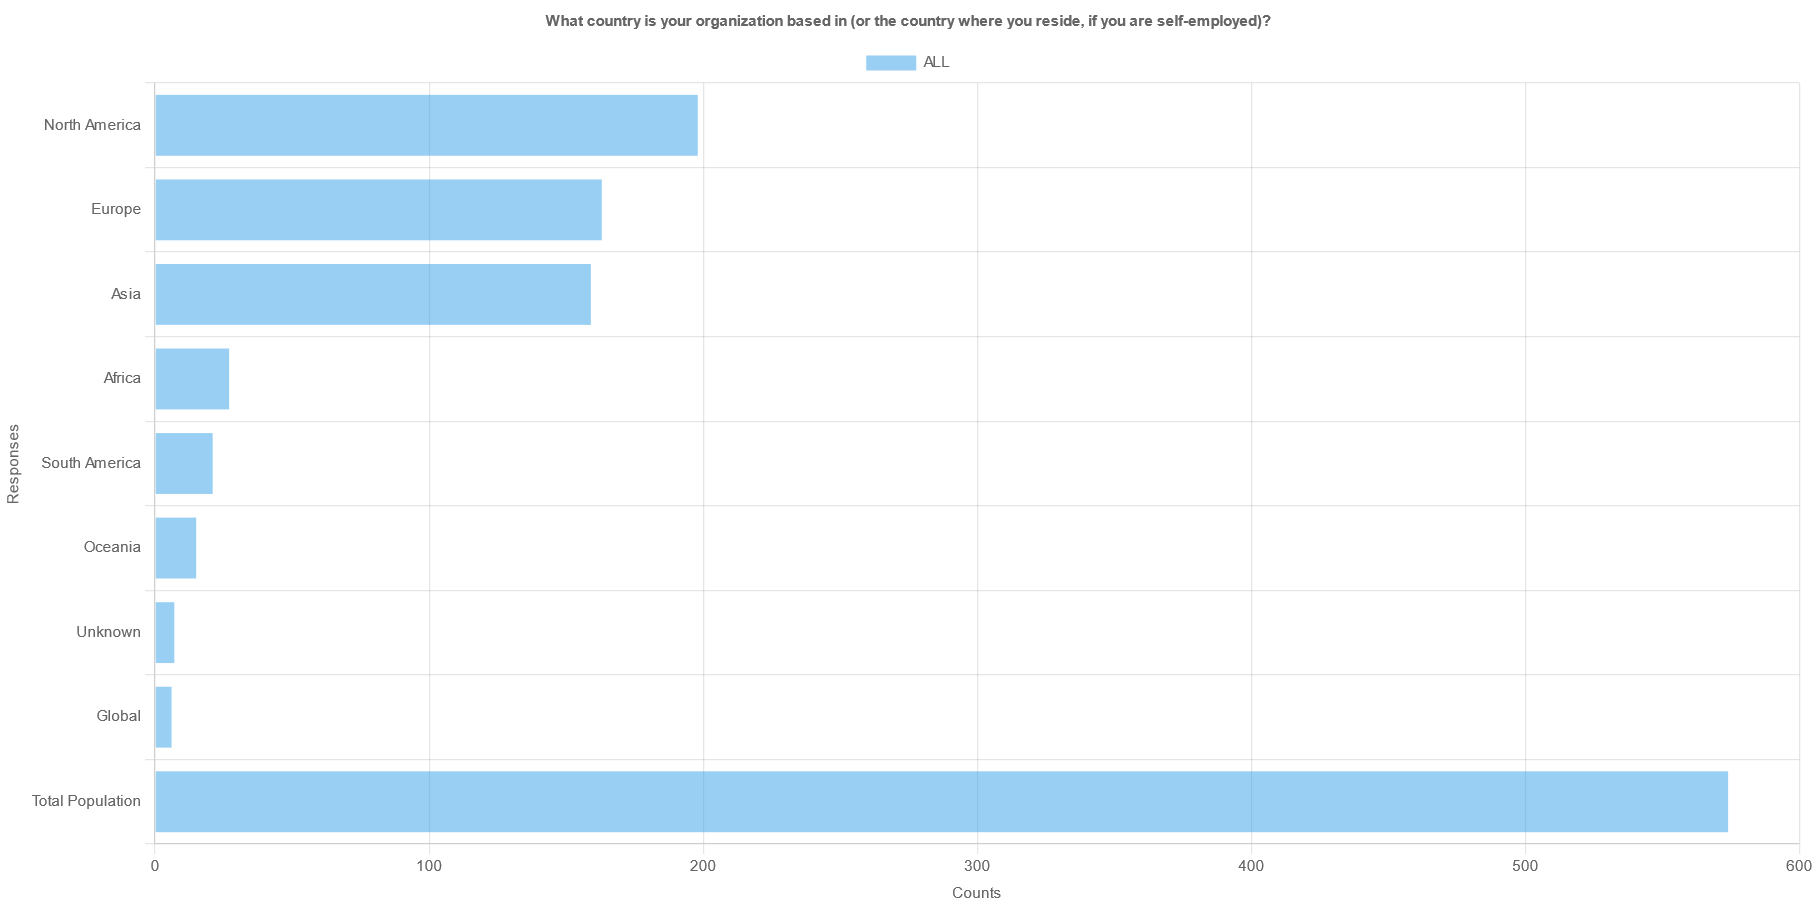 What country is your organization based in (or the country where you reside, if you are self-employed)?
ALL
North America
Europe
Asia
Africa
South America
Oceania
Unknown
Global
Total Population
Responses
0 100 200 300 400 500 600
Counts